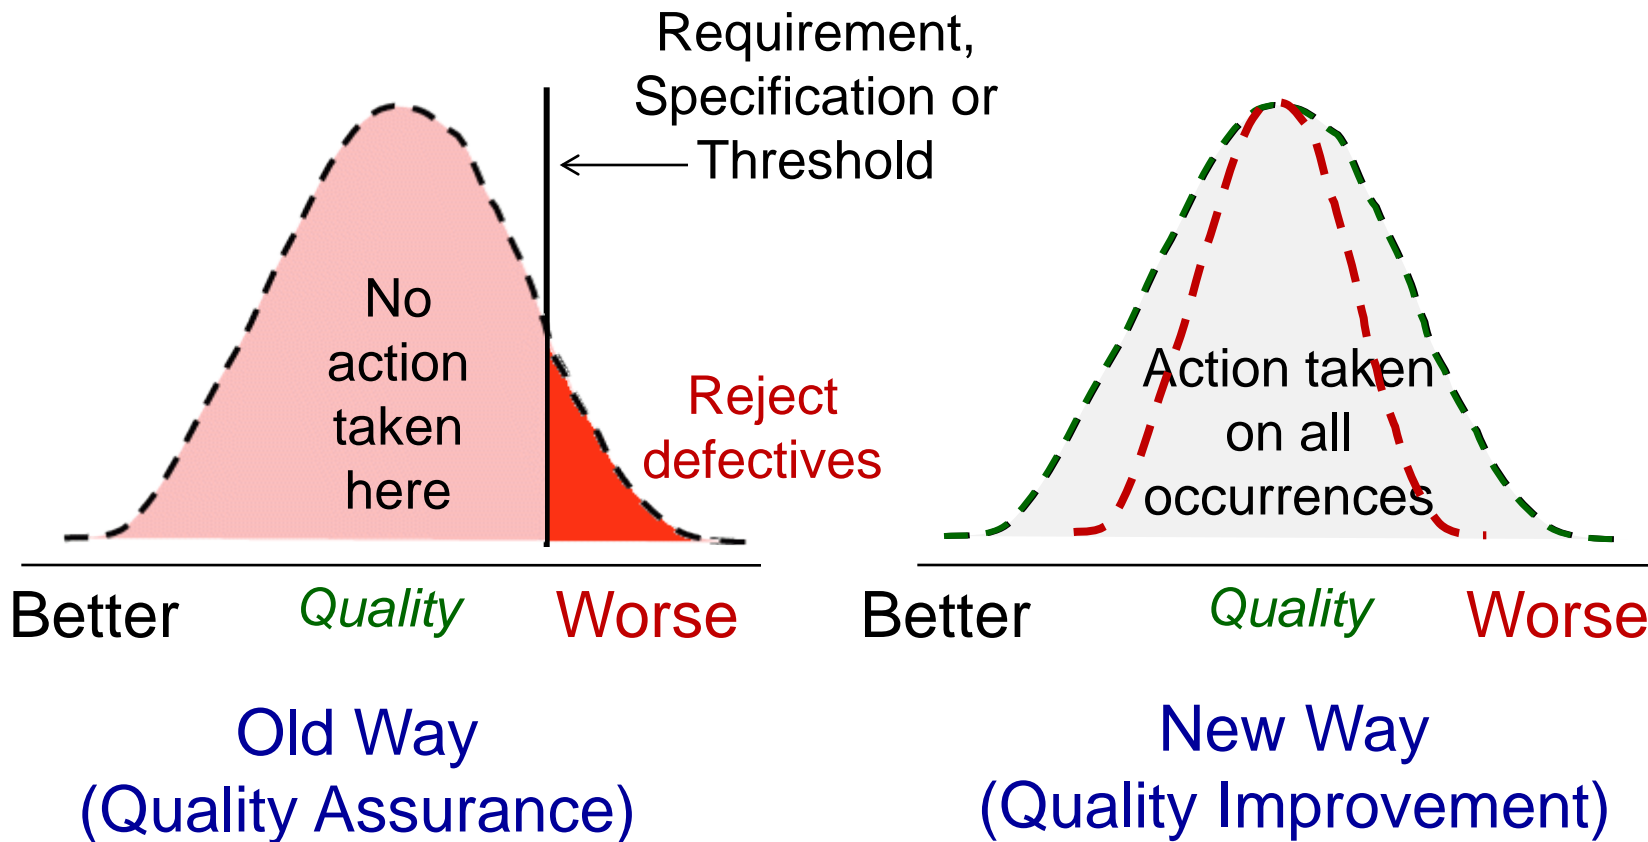 Requirement,
Specification or
Threshold
No
action
taken
here
Reject
defectives
Better
Quality
Worse
Old Way
(Quality Assurance)
Action taken
on all
occurrences
Better
Quality
Worse
New Way
(Quality Improvement)